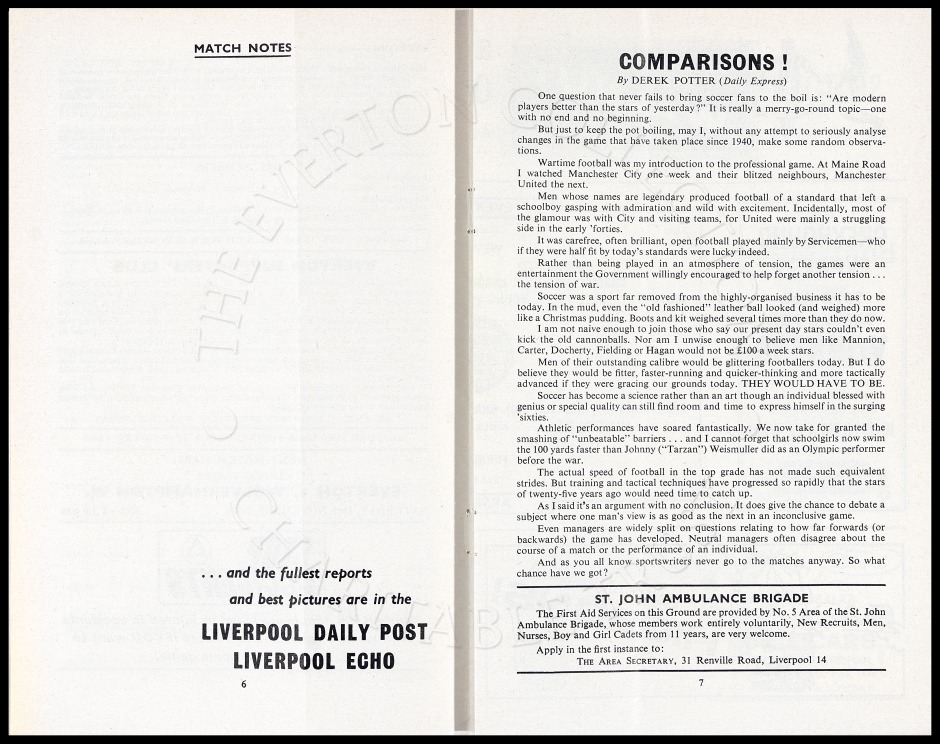 MATCH NOTES
... and the fullest reports
and best pictures are in the
LIVERPOOL DAILY POST
LIVERPOOL ECHO
6
COMPARISONS !
By DEREK POTTER (Daily Express)
One question that never fails to bring soccer fans to the boil is: "Are modern
players better than the stars of yesterday?" It is really a merry-go-round topic—one
with no end and no beginning.
But just to keep the pot boiling, may I, without any attempt to seriously analyse
changes in the game that have taken place since 1940, make some random observa-
tions.
Wartime football was my introduction to the professional game. At Maine Road
I watched Manchester City one week and their blitzed neighbours, Manchester
United the next.
Men whose names are legendary produced football of a standard that left a
schoolboy gasping with admiration and wild with excitement. Incidentally, most of
the glamour was with City and visiting teams, for United were mainly a struggling
side in the early 'forties.
It was carefree, often brilliant, open football played mainly by Servicemen—who
if they were half fit by today's standards were lucky indeed.
Rather than being played in an atmosphere of tension, the games were an
entertainment the Government willingly encouraged to help forget another tension ...
the tension of war.
Soccer was a sport far removed from the highly-organised business it has to be
today. In the mud, even the "old fashioned" leather ball looked (and weighed) more
like a Christmas pudding. Boots and kit weighed several times more than they do now.
I am not naive enough to join those who say our present day stars couldn't even
kick the old cannonballs. Nor am I unwise enough to believe men like Mannion,
Carter, Docherty, Fielding or Hagan would not be £100 a week stars.
Men of their outstanding calibre would be glittering footballers today. But I do
believe they would be fitter, faster-running and quicker-thinking and more tactically
advanced if they were gracing our grounds today. THEY WOULD HAVE TO BE.
Soccer has become a science rather than an art though an individual blessed with
genius or special quality can still find room and time to express himself in the surging
'sixties.
Athletic performances have soared fantastically. We now take for granted the
smashing of "unbeatable" barriers ... and I cannot forget that schoolgirls now swim
the 100 yards faster than Johnny ("Tarzan") Weismuller did as an Olympic performer
before the war.
The actual speed of football in the top grade has not made such equivalent
strides. But training and tactical techniques have progressed so rapidly that the stars
of twenty-five years ago would need time to catch up.
As I said it's an argument with no conclusion. It does give the chance to debate a
subject where one man's view is as good as the next in an inconclusive game.
Even managers are widely split on questions relating to how far forwards (or
backwards) the game has developed. Neutral managers often disagree about the
course of a match or the performance of an individual.
And as you all know sportswriters never go to the matches anyway. So what
chance have we got?
ST. JOHN AMBULANCE BRIGADE
The First Aid Services on this Ground are provided by No. 5 Area of the St. John
Ambulance Brigade, whose members work entirely voluntarily, New Recruits, Men,
Nurses, Boy and Girl Cadets from 11 years, are very welcome.
Apply in the first instance to:
THE AREA SECRETARY, 31 Renville Road, Liverpool 14
7
© THE EVERTON COLLECTION CHARITABLE TRUST